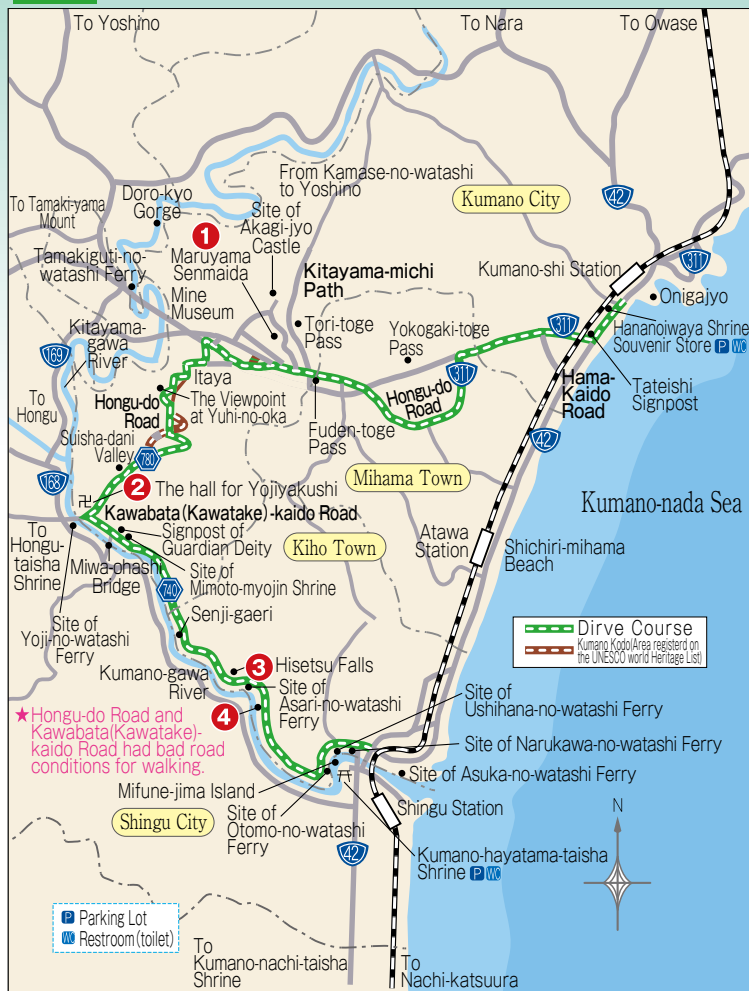 To Yoshino
To Nara
To Owase
From Kamase-no-watashi
to Yoshino
Kumano City
42
311
Doro-kyo
Gorge
To Tamaki-yama
Mount
Site of
Akagi-jyo
Castle
1
Maruyama
Senmaida
Tamakiguti-no-
watashi Ferry
Mine
Museum
Kitayama-michi
Path
Kumano-shi Station
Onigajyo
Hananoiwaya Shrine
Souvenir Store P WC
Tori-toge
Pass
Yokogaki-toge
Pass
311
Kitayama-
gawa
River
169
Itaya
The Viewpoint
at Yuhi-no-oka
Hongu-do
Road
311
Hongu-do
Road
Hama-
Kaido
Road
Tateishi
Signpost
To
Hongu
Fuden-toge
Pass
Suisha-dani
Valley
780
42
Mihama Town
168
2
The hall for Yojiyakushi
Kawabata(Kawatake)-kaido Road
Kumano-nada Sea
Signpost of
Guardian Deity
Kiho Town
Atawa
Station
Shichiri-mihama
Beach
To
Hongu-
taisha
Shrine
Miwa-ohashi
Bridge
Site of
Mimoto-myojin Shrine
740
Site of
Yoji-no-watashi
Ferry
Senji-gaeri
Dirve Course
Kumano Kodo(Area registerd on
the UNESCO world Heritage List)
Kumano-gawa
River
3
Hisetsu Falls
Site of
Asari-no-watashi
Ferry
4
Site of
Ushihana-no-watashi Ferry
★Hongu-do Road and
Kawabata(Kawatake)-
kaido Road had bad road
conditions for walking.
Site of Narukawa-no-watashi Ferry
Site of Asuka-no-watashi Ferry
Mifune-jima Island
Shingu City
Site of
Otomo-no-watashi
Ferry
Shingu Station
N
42
Kumano-hayatama-taisha
Shrine P WC
P Parking Lot
WC Restroom(toilet)
To
Kumano-nachi-taisha
Shrine
To
Nachi-katsuura